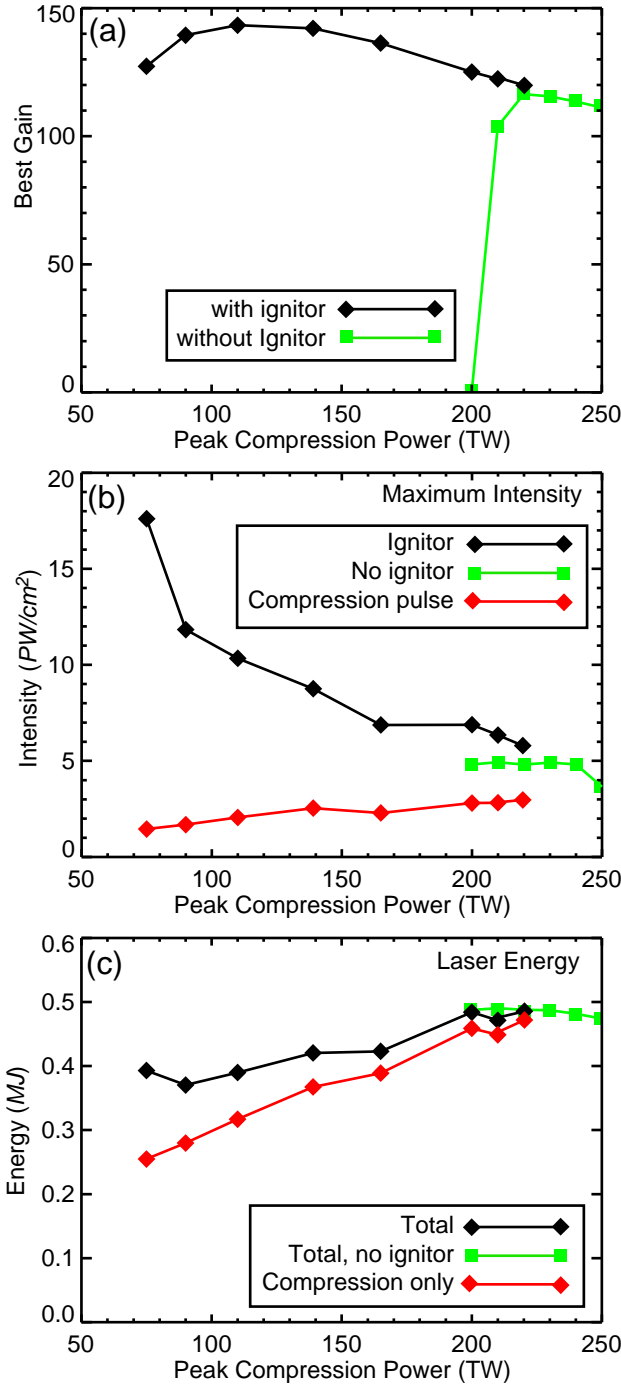 (a)
150
100
50
0
Best Gain
with ignitor
without Ignitor
50 100 150 200 250
Peak Compression Power (TW)
(b)
Maximum Intensity
20
15
10
5
0
Intensity (PW/cm²)
Ignitor
No ignitor
Compression pulse
50 100 150 200 250
Peak Compression Power (TW)
(c)
Laser Energy
0.6
0.5
0.4
0.3
0.2
0.1
0.0
Energy (MJ)
Total
Total, no ignitor
Compression only
50 100 150 200 250
Peak Compression Power (TW)